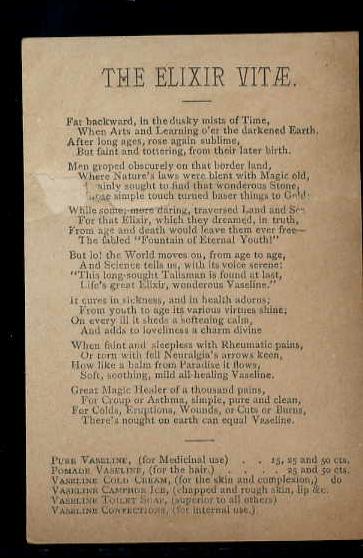 THE ELIXIR VITÆ.
Far backward, in the dusky mists of Time,
When Arts and Learning o'er the darkened Earth.
After long ages, rose again sublime,
But faint and tottering, from their later birth.
Men groped obscurely on that border land,
Where Nature's laws were blent with Magic old,
ainly sought to find that wonderous Stone,
simple touch turned baser things to Gold:
While some, more daring, traversed Land and Sea
For that Elixir, which they dreamed, in truth,
From age and death would leave them ever free—
The fabled "Fountain of Eternal Youth!"
But lo! the World moves on, from age to age,
And Science tells us, with its voice serene:
"This long-sought Talisman is found at last,
Life's great Elixir, wonderous Vaseline."
It cures in sickness, and in health adorns;
From youth to age its various virtues shine;
On every ill it sheds a softening calm,
And adds to loveliness a charm divine
When faint and sleepless with Rheumatic pains,
Or torn with fell Neuralgia's arrows keen,
How like a balm from Paradise it flows,
Soft, soothing, mild all-healing Vaseline.
Great Magic Healer of a thousand pains,
For Croup or Asthma, simple, pure and clean,
For Colds, Eruptions, Wounds, or Cuts or Burns,
There's nought on earth can equal Vaseline.
PURE VASELINE, (for Medicinal use) . . 15, 25 and 50 cts.
POMADE VASELINE, (for the hair.) . . . . 25 and 50 cts.
VASELINE COLD CREAM, (for the skin and complexion,) do
VASELINE CAMPHOR ICE, (chapped and rough skin, lip &c.
VASELINE TOILET SOAP, (superior to all others)
VASELINE CONFECTIONS, (for internal use.)